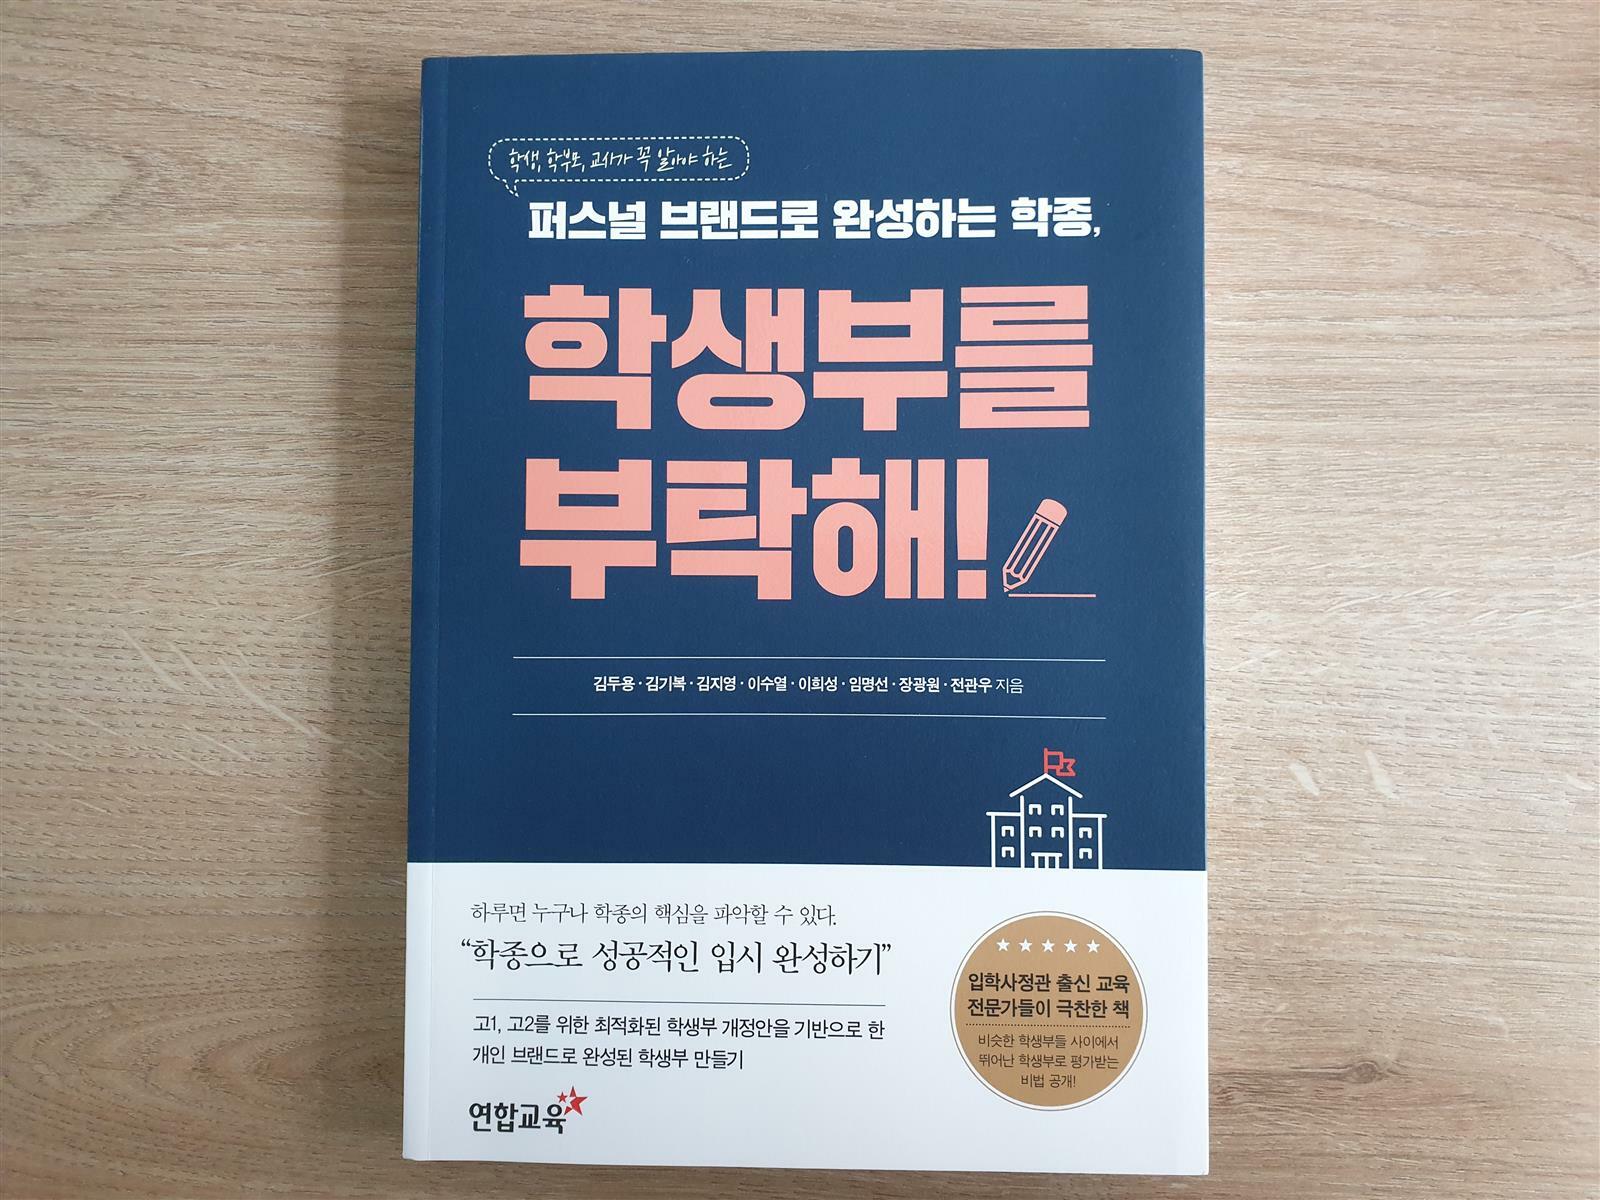 학생, 학부모, 교사가 꼭 알아야 하는
퍼스널 브랜드로 완성하는 학종,
학생부를
부탁해!
김두용·김기복·김지영·이수열·이희성·임명선·장광원·전관우 지음
하루면 누구나 학종의 핵심을 파악할 수 있다.
“학종으로 성공적인 입시 완성하기”
고1, 고2를 위한 최적화된 학생부 개정안을 기반으로 한
개인 브랜드로 완성된 학생부 만들기
연합교육
입학사정관 출신 교육
전문가들이 극찬한 책
비슷한 학생부들 사이에서
뛰어난 학생부로 평가받는
비법 공개!